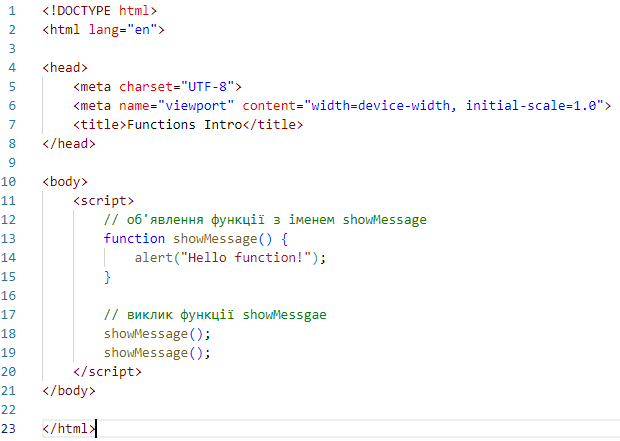 1 <!DOCTYPE html>
2 <html lang="en">
3
4 <head>
5 <meta charset="UTF-8">
6 <meta name="viewport" content="width=device-width, initial-scale=1.0">
7 <title>Functions Intro</title>
8 </head>
9
10 <body>
11 <script>
12 // об'явлення функції з іменем showMessage
13 function showMessage() {
14 alert("Hello function!");
15 }
16
17 // виклик функції showMessgae
18 showMessage();
19 showMessage();
20 </script>
21 </body>
22
23 </html>